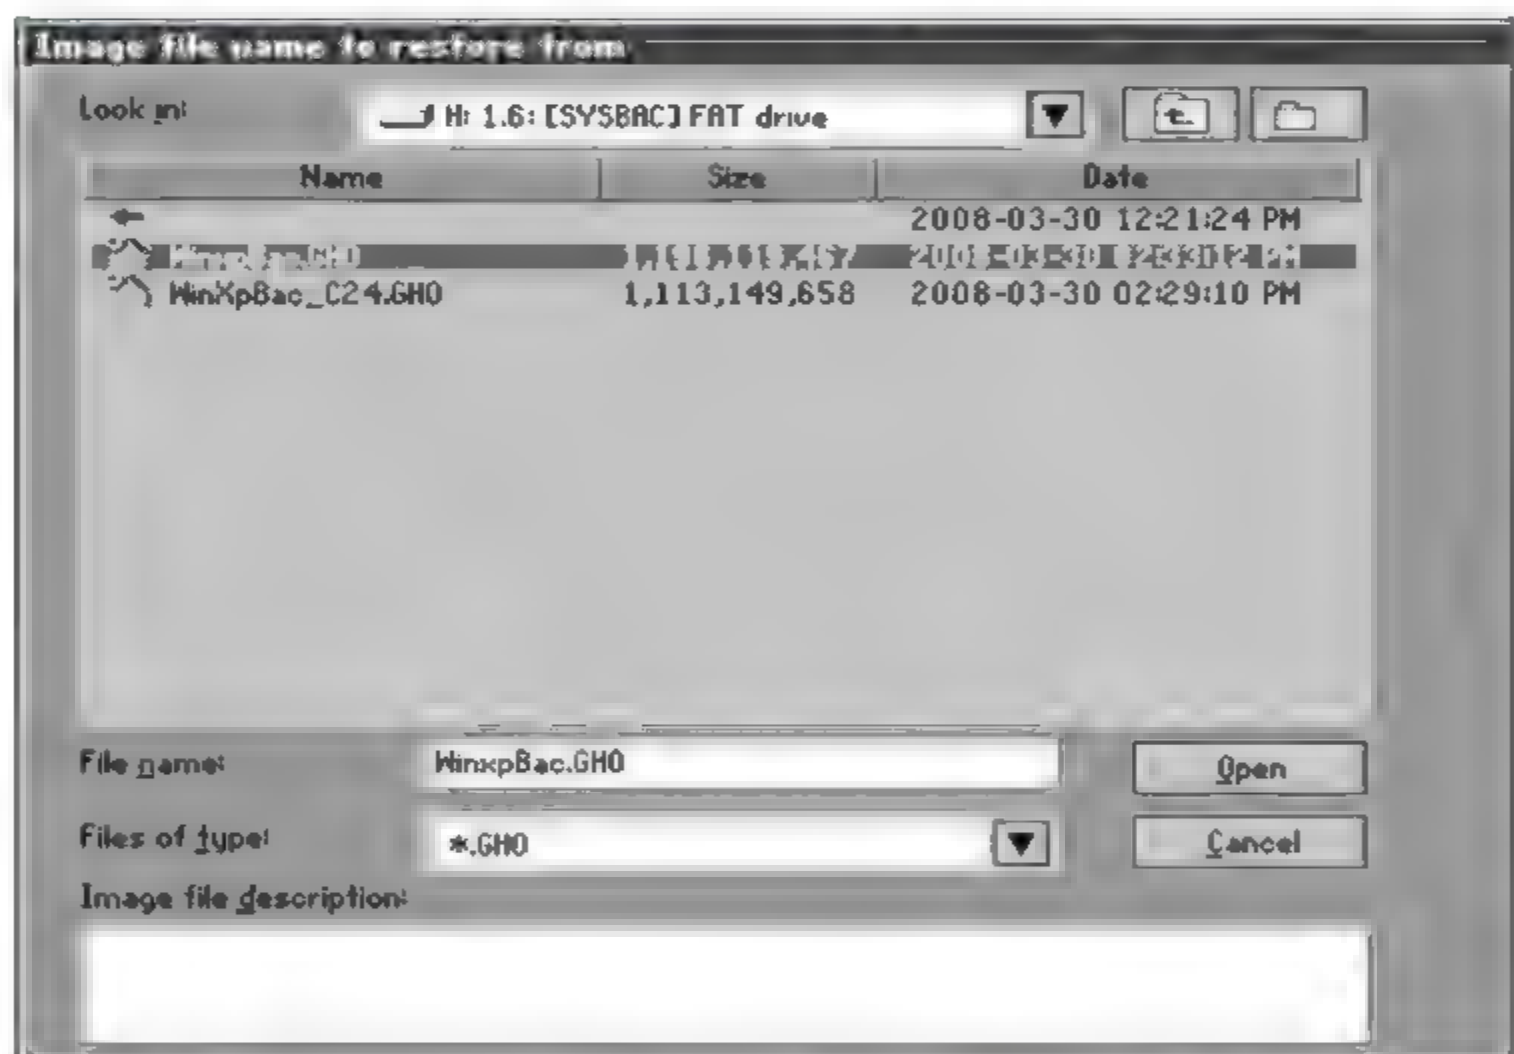 Image file name to restore from
Look in: H: 1.6: [SYSBAC] FAT drive
Name Size Date
2008-03-30 12:21:24 PM
WinxpBac.GHO
WinXpBac_C24.GHO 1,113,149,658 2008-03-30 02:29:10 PM
File name: WinxpBac.GHO Open
Files of type: *.GHO Cancel
Image file description: